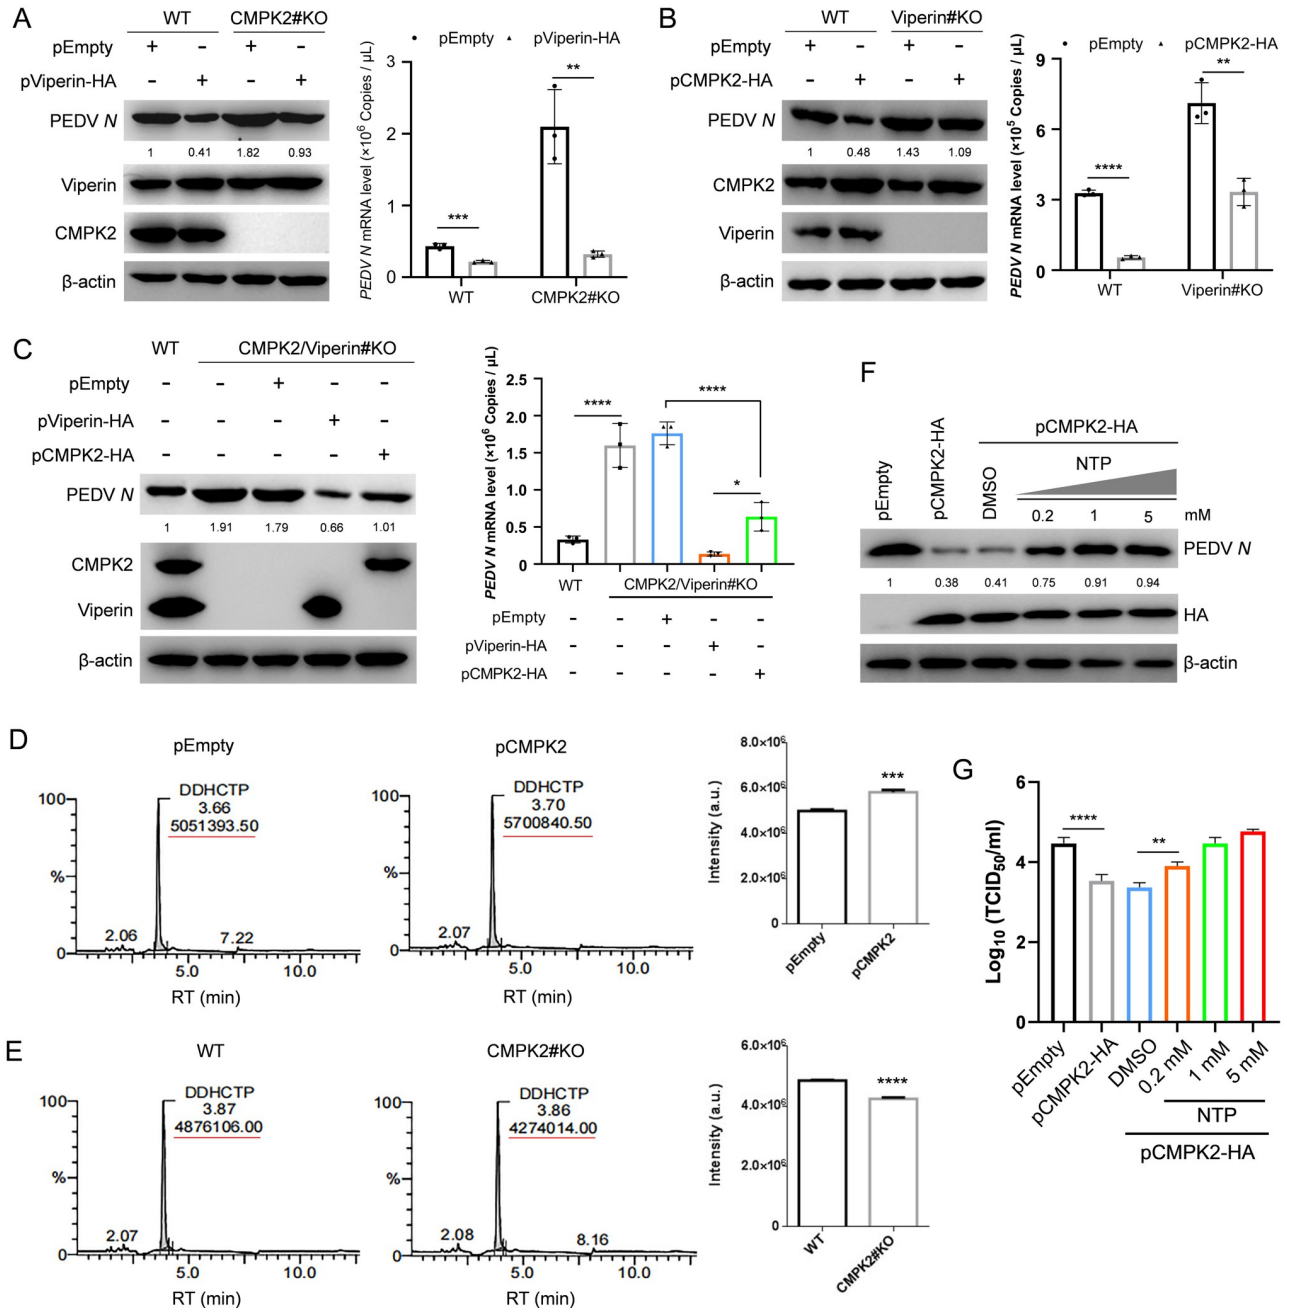 A
WT CMPK2#KO
pEmpty + - + -
pViperin-HA - + - +
PEDV N
1 0.41 1.82 0.93
Viperin
CMPK2
β-actin
● pEmpty ▲ pViperin-HA
PEDV N mRNA level (×10⁶ Copies / μL)
3
2
1
0
***
**
WT CMPK2#KO
B
WT Viperin#KO
pEmpty + - + -
pCMPK2-HA - + - +
PEDV N
1 0.48 1.43 1.09
CMPK2
Viperin
β-actin
● pEmpty ▲ pCMPK2-HA
PEDV N mRNA level (×10⁵ Copies / μL)
9
6
3
0
****
**
WT Viperin#KO
C
WT CMPK2/Viperin#KO
pEmpty - - + - -
pViperin-HA - - - + -
pCMPK2-HA - - - - +
PEDV N
1 1.91 1.79 0.66 1.01
CMPK2
Viperin
β-actin
PEDV N mRNA level (×10⁶ Copies / μL)
2.5
2.0
1.5
1.0
0.5
0
****
****
*
WT CMPK2/Viperin#KO
pEmpty - - + - -
pViperin-HA - - - + -
pCMPK2-HA - - - - +
F
pEmpty
pCMPK2-HA
DMSO
pCMPK2-HA
NTP
0.2 1 5 mM
PEDV N
1 0.38 0.41 0.75 0.91 0.94
HA
β-actin
D
pEmpty
100
%
0
DDHCTP
3.66
5051393.50
2.06
7.22
5.0 10.0
RT (min)
pCMPK2
100
%
0
DDHCTP
3.70
5700840.50
2.07
5.0 10.0
RT (min)
Intensity (a.u.)
8.0×10⁶
6.0×10⁶
4.0×10⁶
2.0×10⁶
0
***
pEmpty
pCMPK2
E
WT
100
%
0
DDHCTP
3.87
4876106.00
2.07
5.0 10.0
RT (min)
CMPK2#KO
100
%
0
DDHCTP
3.86
4274014.00
2.08
8.16
5.0 10.0
RT (min)
Intensity (a.u.)
6.0×10⁶
4.0×10⁶
2.0×10⁶
0
****
WT
CMPK2#KO
G
Log₁₀ (TCID₅₀/ml)
6
4
2
0
****
**
pEmpty
pCMPK2-HA
DMSO
0.2 mM
1 mM
5 mM
NTP
pCMPK2-HA